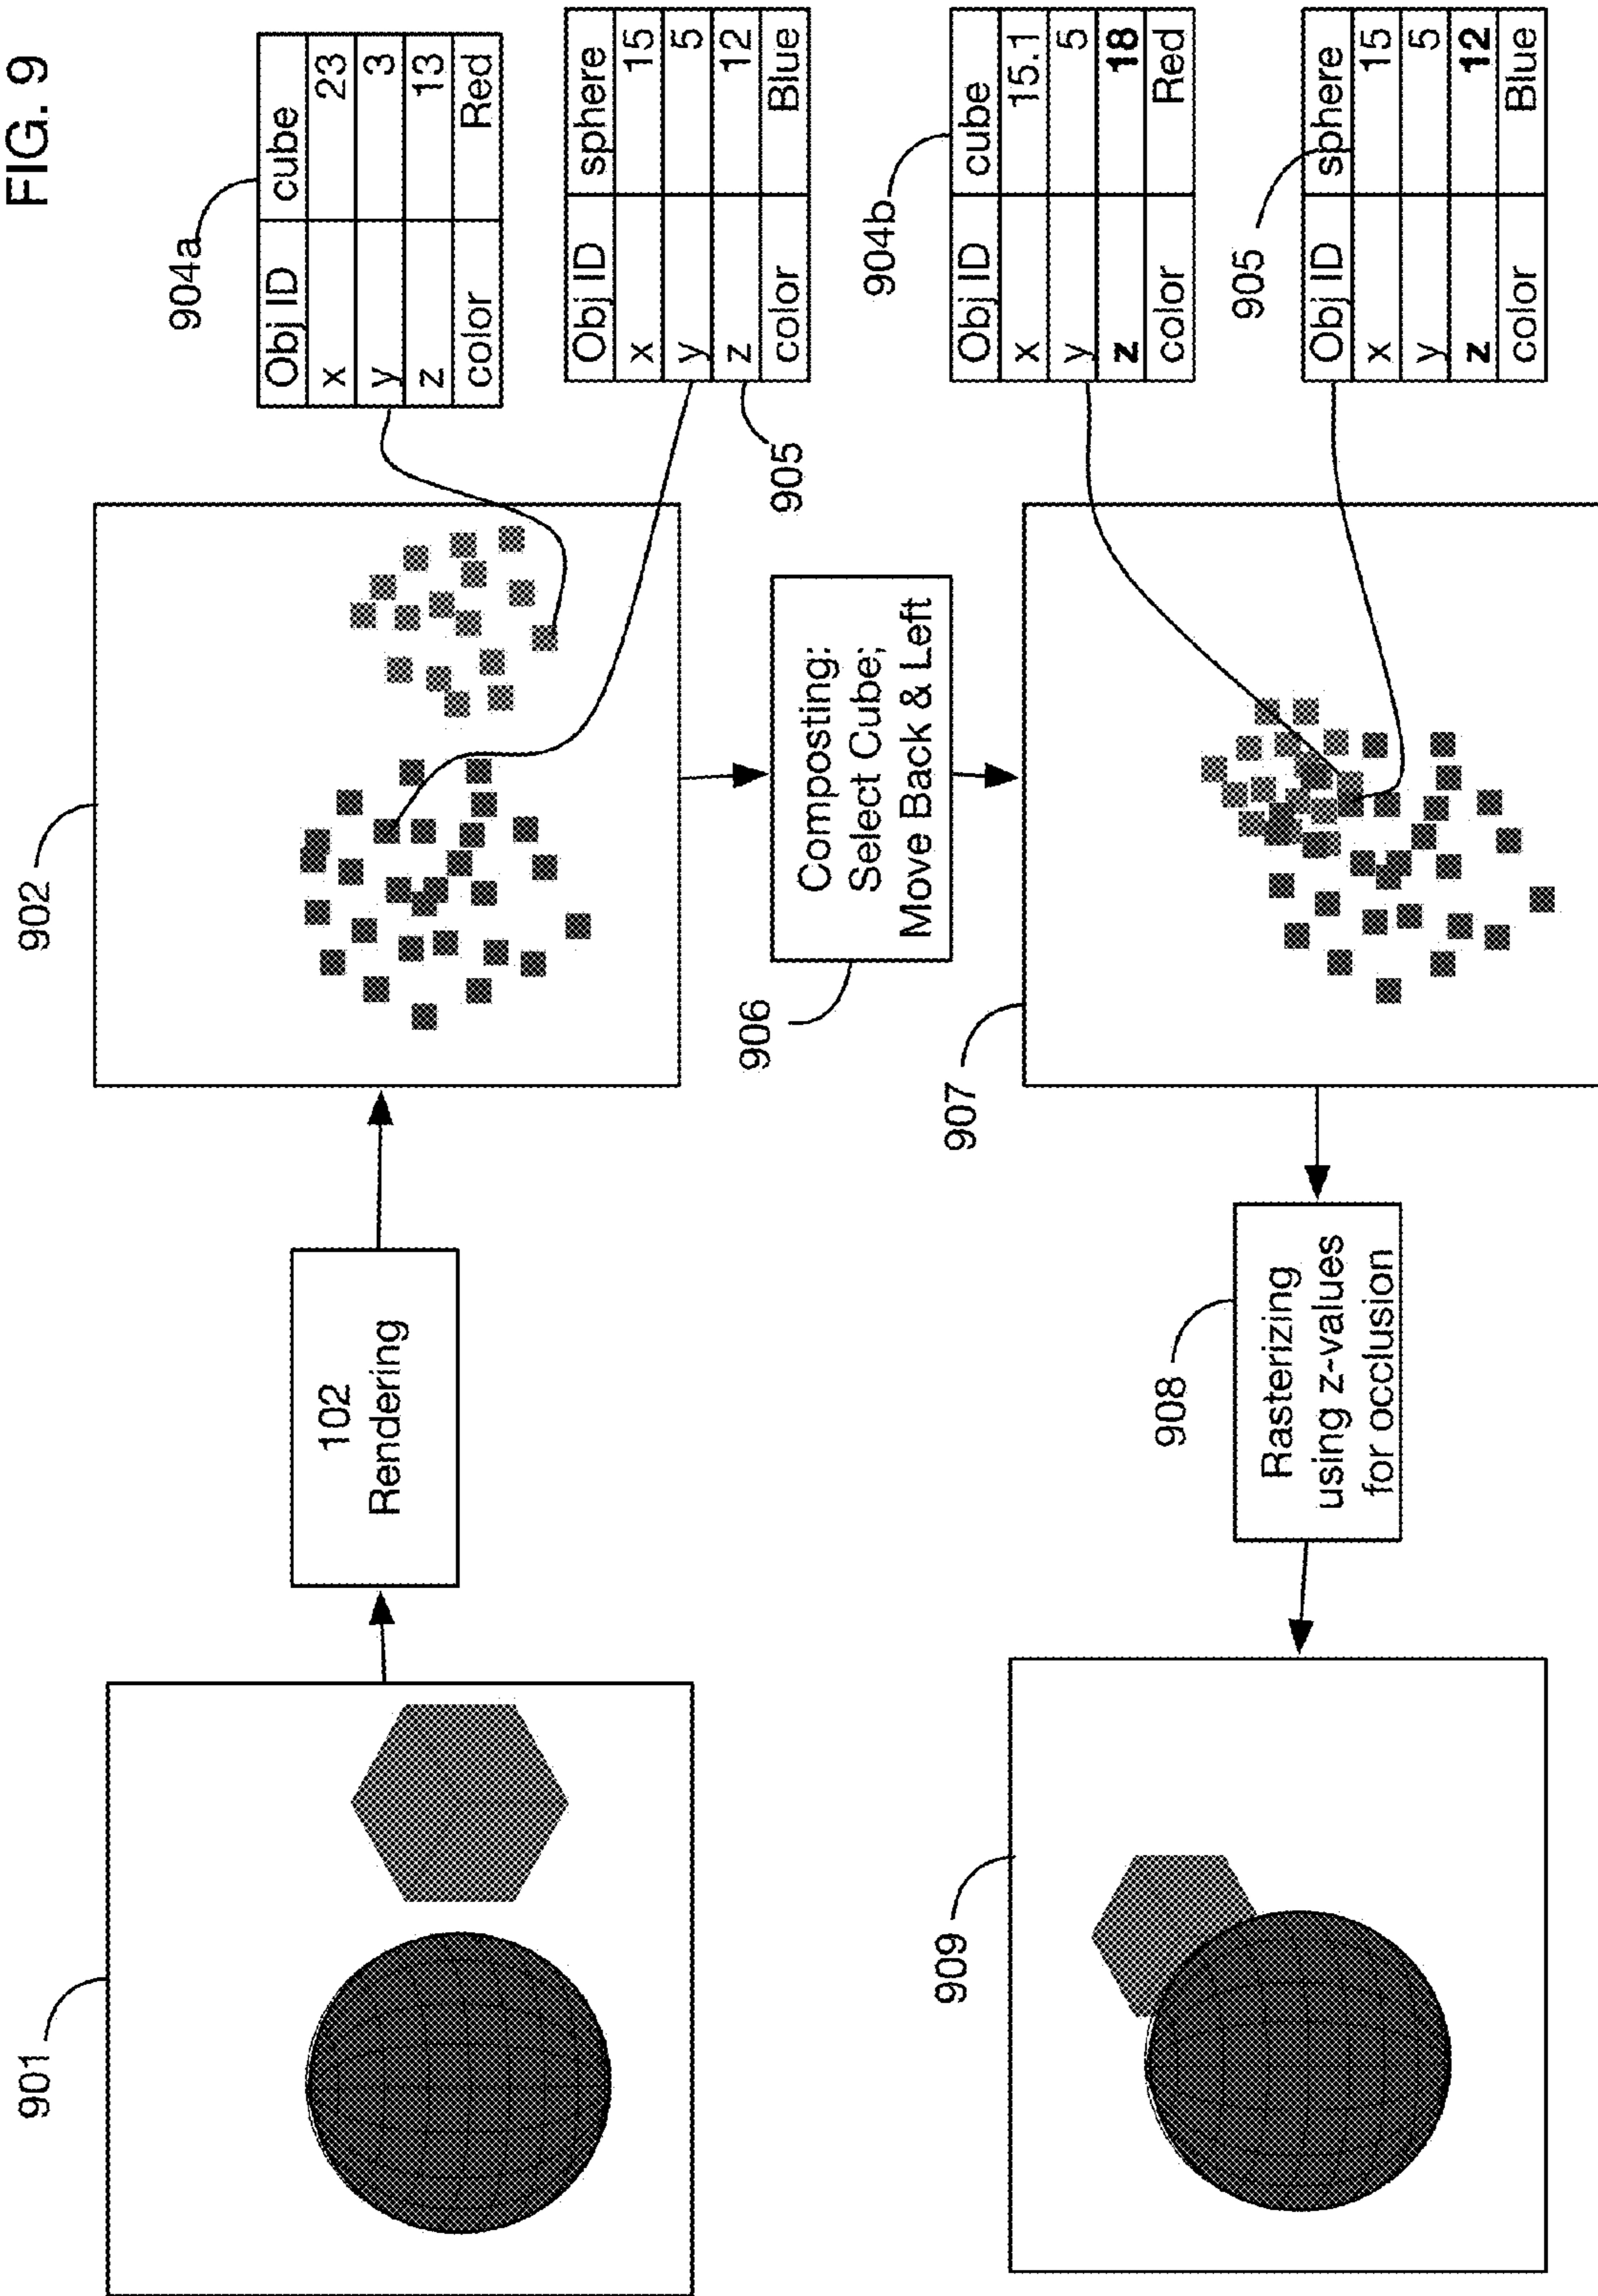 FIG. 9
901
102
Rendering
902
904a
Obj ID cube
x 23
y 3
z 13
color Red
905
Obj ID sphere
x 15
y 5
z 12
color Blue
906
Composting:
Select Cube;
Move Back & Left
907
904b
Obj ID cube
x 15.1
y 5
z 18
color Red
905
Obj ID sphere
x 15
y 5
z 12
color Blue
908
Rasterizing
using z-values
for occlusion
909